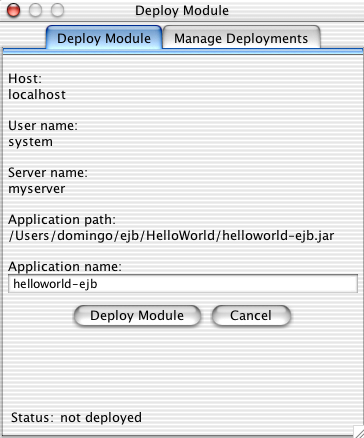 Deploy Module
Deploy Module Manage Deployments
Host:
localhost
User name:
system
Server name:
myserver
Application path:
/Users/domingo/ejb/HelloWorld/helloworld-ejb.jar
Application name:
helloworld-ejb
Deploy Module Cancel
Status: not deployed